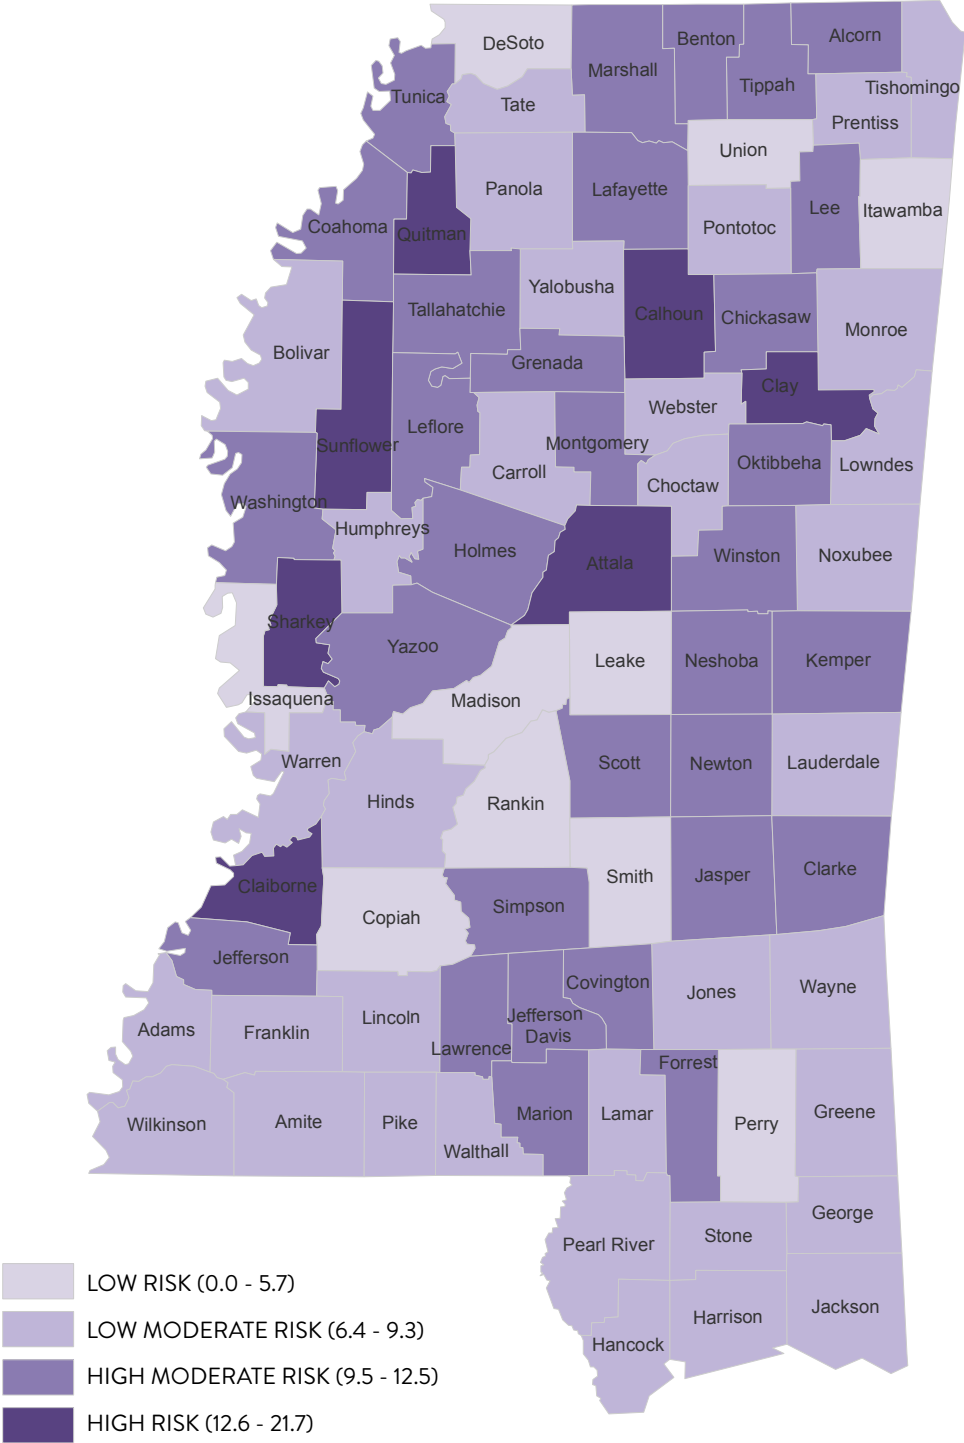 DeSoto
Benton
Alcorn
Marshall
Tippah
Tishomingo
Tunica
Tate
Prentiss
Union
Panola
Lafayette
Lee
Itawamba
Coahoma
Quitman
Pontotoc
Yalobusha
Tallahatchie
Calhoun
Chickasaw
Monroe
Bolivar
Grenada
Clay
Webster
Leflore
Sunflower
Montgomery
Oktibbeha
Lowndes
Carroll
Choctaw
Washington
Humphreys
Holmes
Attala
Winston
Noxubee
Sharkey
Yazoo
Leake
Neshoba
Kemper
Issaquena
Madison
Warren
Scott
Newton
Lauderdale
Hinds
Rankin
Claiborne
Smith
Jasper
Clarke
Copiah
Simpson
Jefferson
Covington
Jones
Wayne
Adams
Franklin
Lincoln
Jefferson
Davis
Lawrence
Forrest
Wilkinson
Amite
Pike
Walthall
Marion
Lamar
Perry
Greene
George
Pearl River
Stone
Jackson
Harrison
Hancock
LOW RISK (0.0 - 5.7)
LOW MODERATE RISK (6.4 - 9.3)
HIGH MODERATE RISK (9.5 - 12.5)
HIGH RISK (12.6 - 21.7)